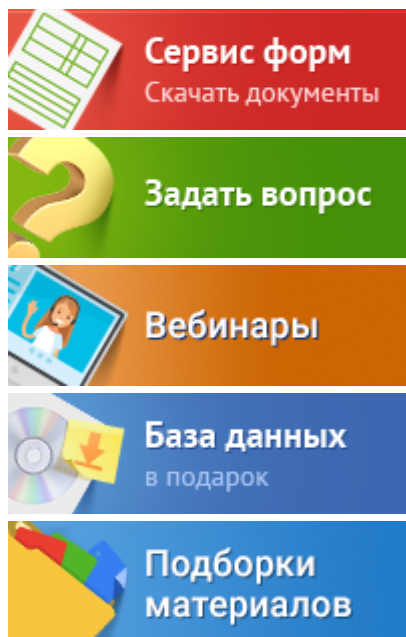 Сервис форм
Скачать документы
Задать вопрос
Вебинары
База данных
в подарок
Подборки
материалов